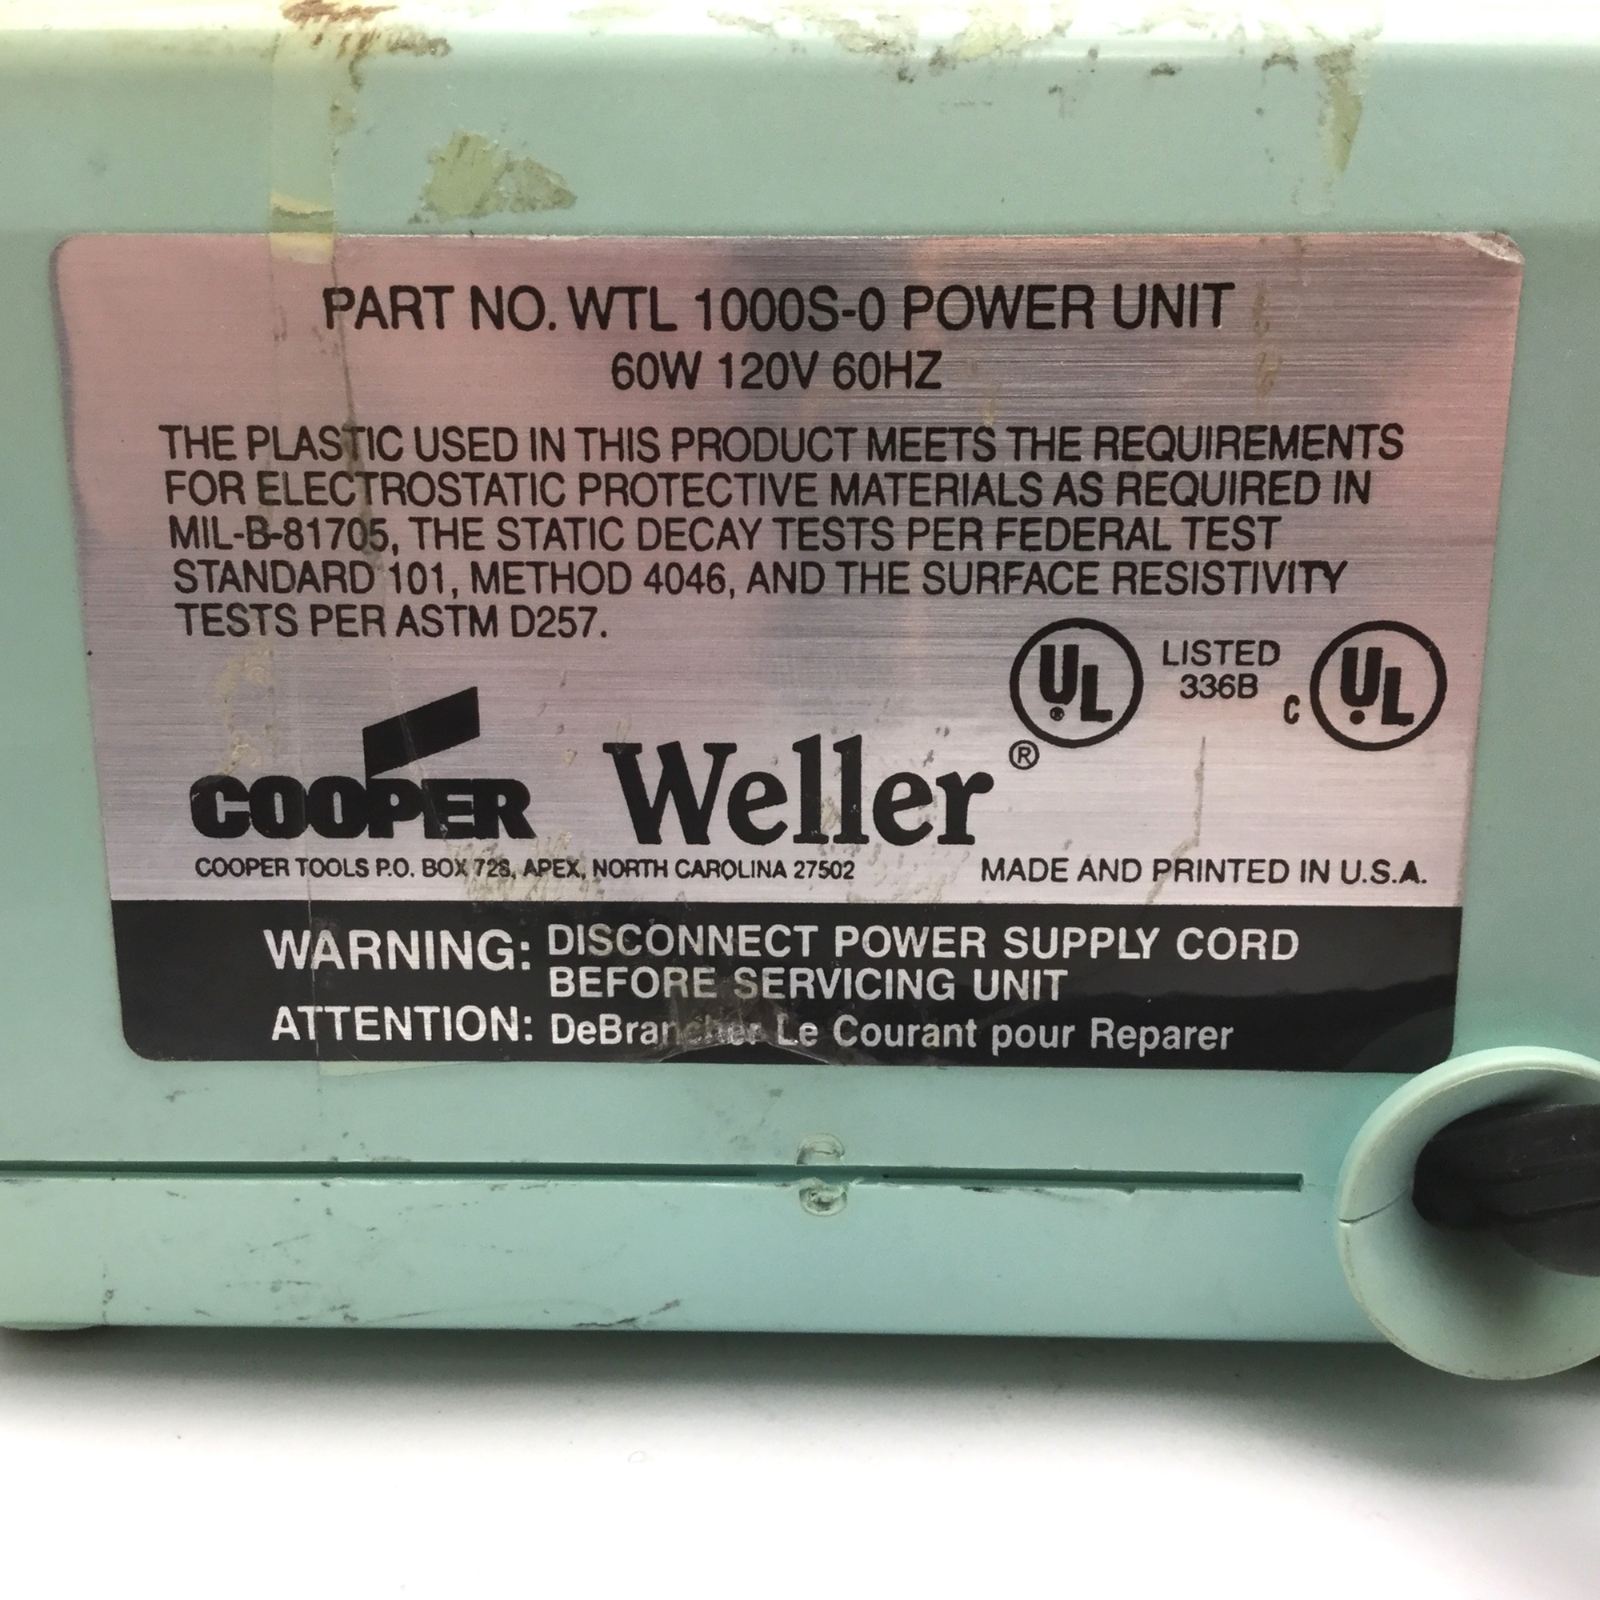 PART NO. WTL 1000S-0 POWER UNIT
60W 120V 60HZ
THE PLASTIC USED IN THIS PRODUCT MEETS THE REQUIREMENTS
FOR ELECTROSTATIC PROTECTIVE MATERIALS AS REQUIRED IN
MIL-B-81705, THE STATIC DECAY TESTS PER FEDERAL TEST
STANDARD 101, METHOD 4046, AND THE SURFACE RESISTIVITY
TESTS PER ASTM D257.
UL ® LISTED 336B C UL
COOPER Weller ®
COOPER TOOLS P.O. BOX 728, APEX, NORTH CAROLINA 27502 MADE AND PRINTED IN U.S.A.
WARNING: DISCONNECT POWER SUPPLY CORD
BEFORE SERVICING UNIT
ATTENTION: DeBrancher Le Courant pour Reparer